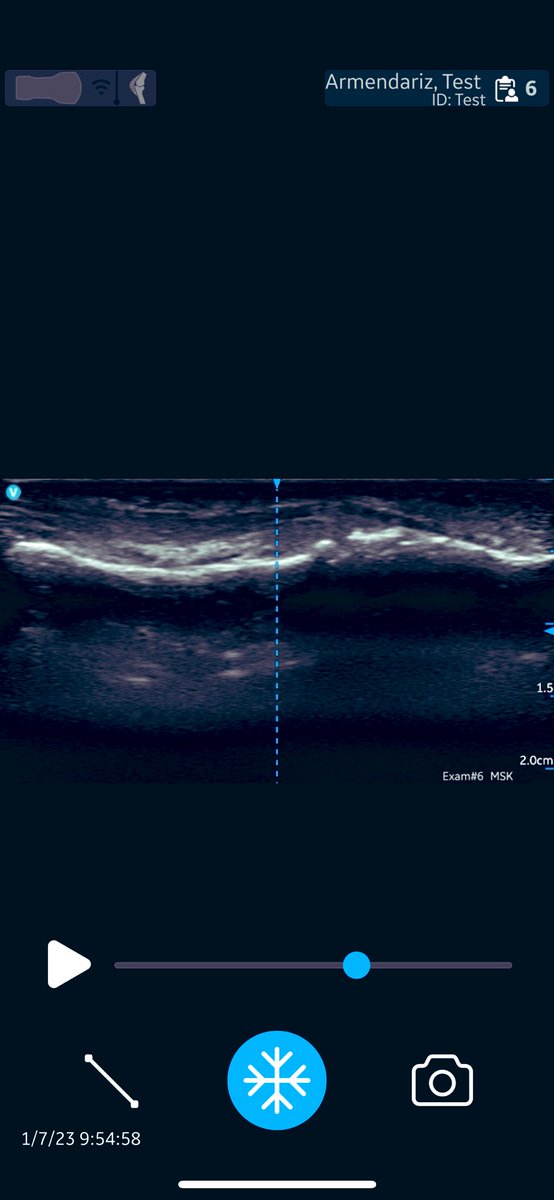 Armendariz, Test
ID: Test
6
V
1.5
2.0cm
Exam#6 MSK
1/7/23 9:54:58